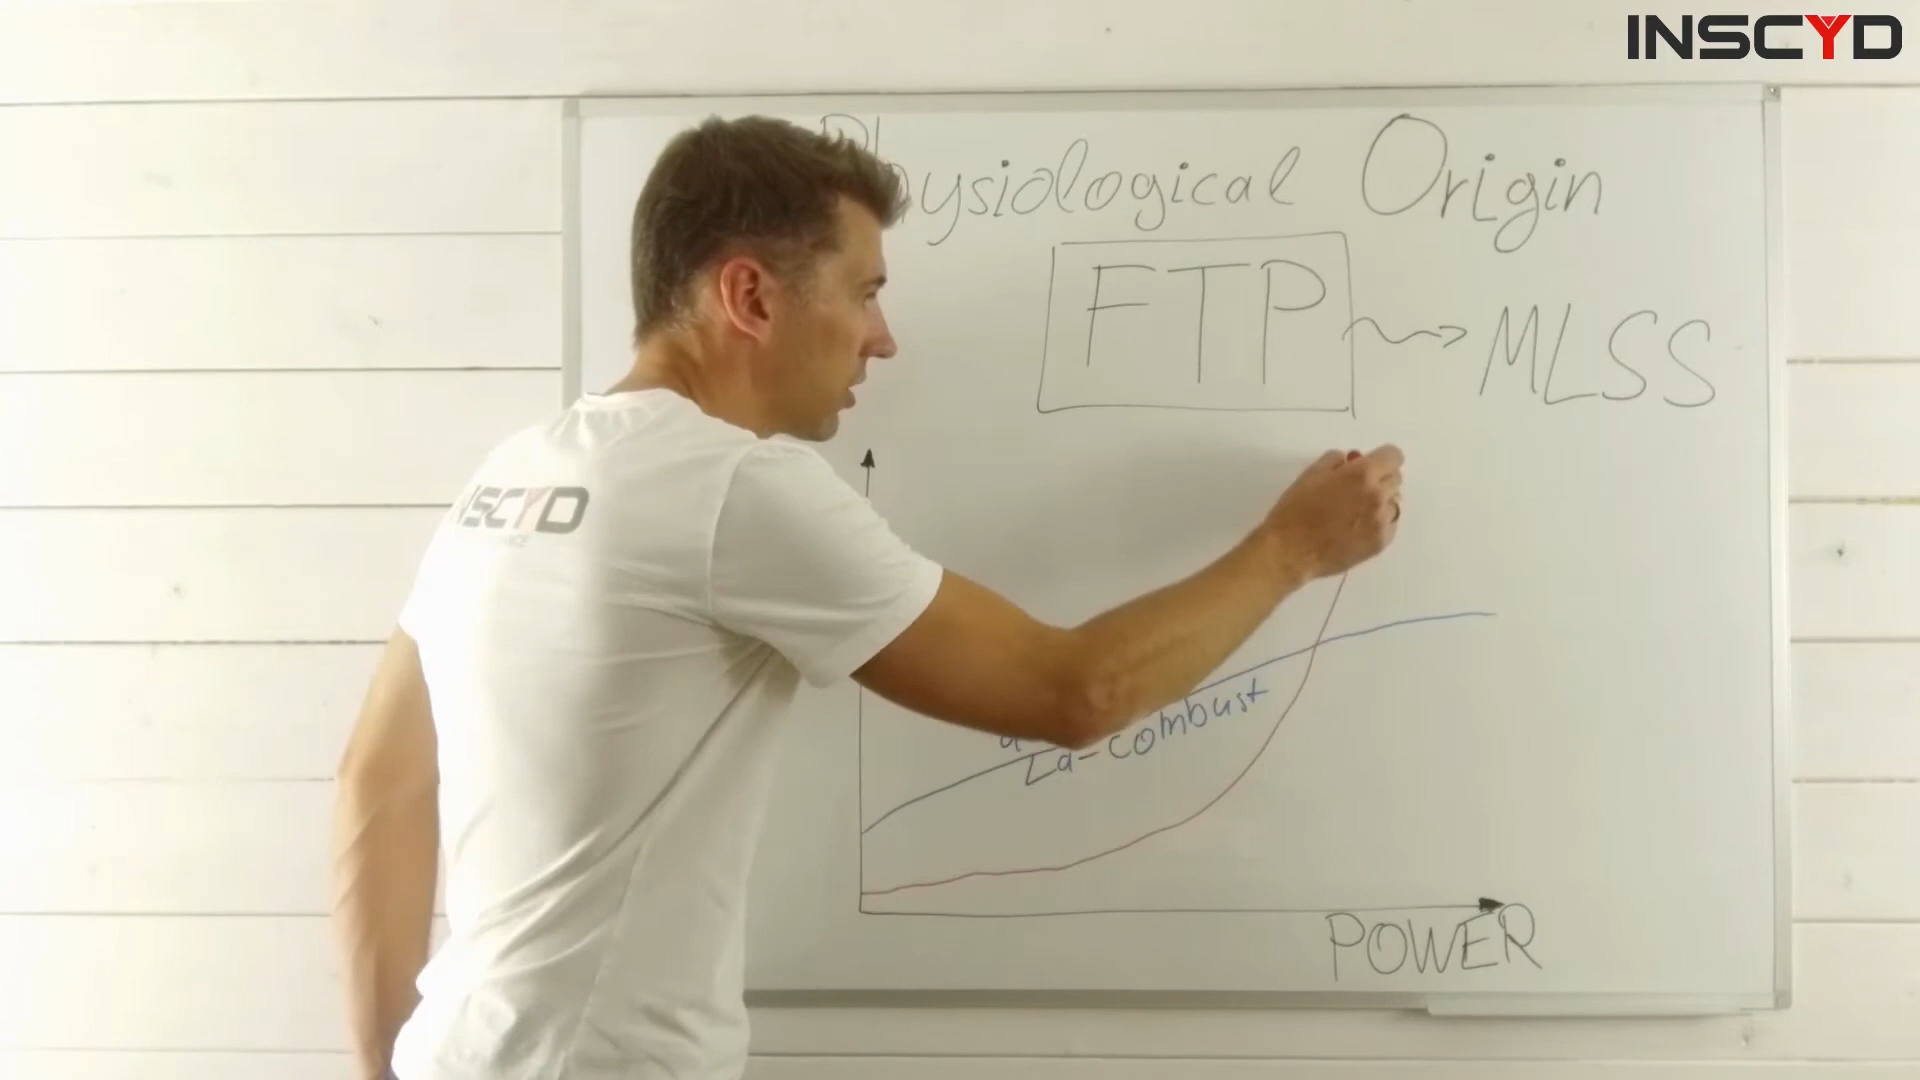 INSCYD
Physiological Origin
FTP
MLSS
INSCYD
La-combust
POWER